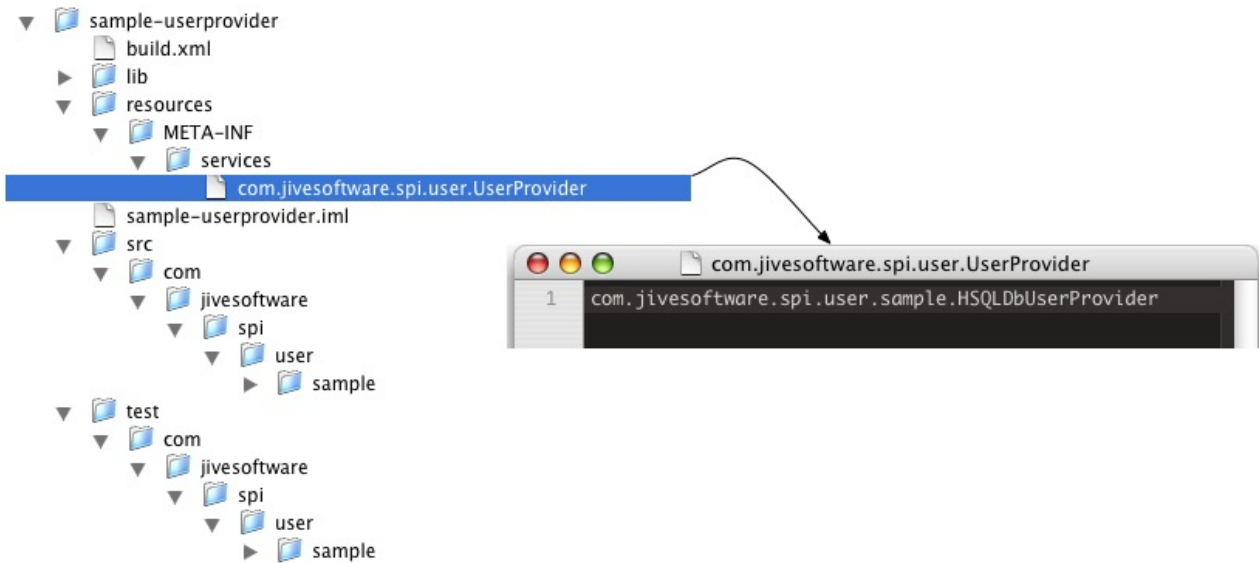 sample-userprovider
build.xml
lib
resources
META-INF
services
com.jivesoftware.spi.user.UserProvider
sample-userprovider.iml
src
com
jivesoftware
spi
user
sample
test
com
jivesoftware
spi
user
sample
com.jivesoftware.spi.user.UserProvider
1 com.jivesoftware.spi.user.sample.HSQLDbUserProvider